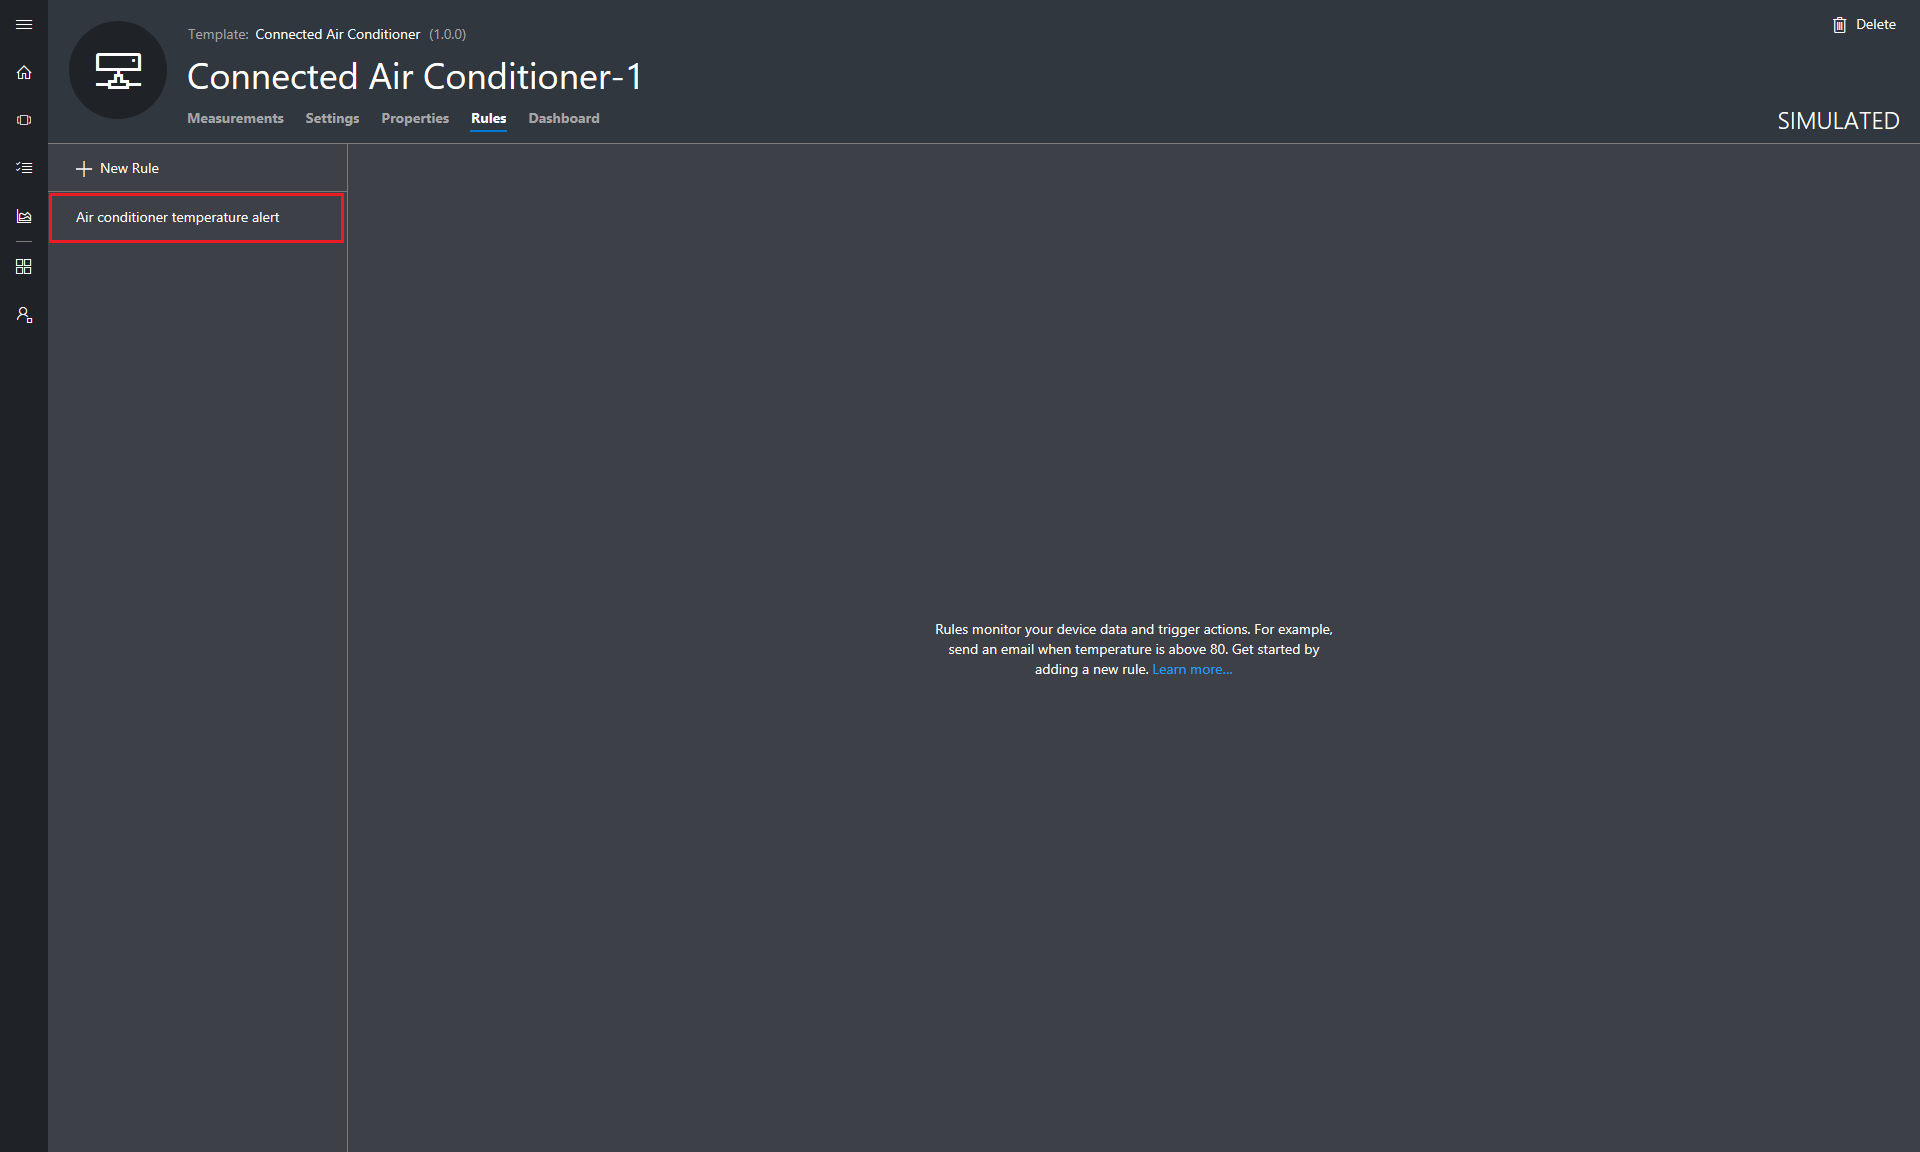 Template: Connected Air Conditioner (1.0.0)
Delete
Connected Air Conditioner-1
Measurements Settings Properties Rules Dashboard
SIMULATED
New Rule
Air conditioner temperature alert
Rules monitor your device data and trigger actions. For example,
send an email when temperature is above 80. Get started by
adding a new rule. Learn more...